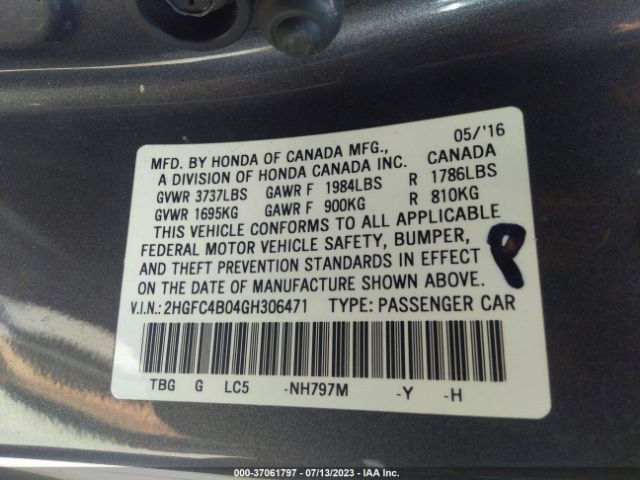 05/'16
MFD. BY HONDA OF CANADA MFG.,
A DIVISION OF HONDA CANADA INC. CANADA
GVWR 3737LBS GAWR F 1984LBS R 1786LBS
GVWR 1695KG GAWR F 900KG R 810KG
THIS VEHICLE CONFORMS TO ALL APPLICABLE
FEDERAL MOTOR VEHICLE SAFETY, BUMPER,
AND THEFT PREVENTION STANDARDS IN EFFECT
ON THE DATE OF MANUFACTURE SHOWN ABOVE.
V.I.N.: 2HGFC4B04GH306471 TYPE: PASSENGER CAR
TBG G LC5 -NH797M -Y -H
000-37061797 - 07/13/2023 - IAA Inc.